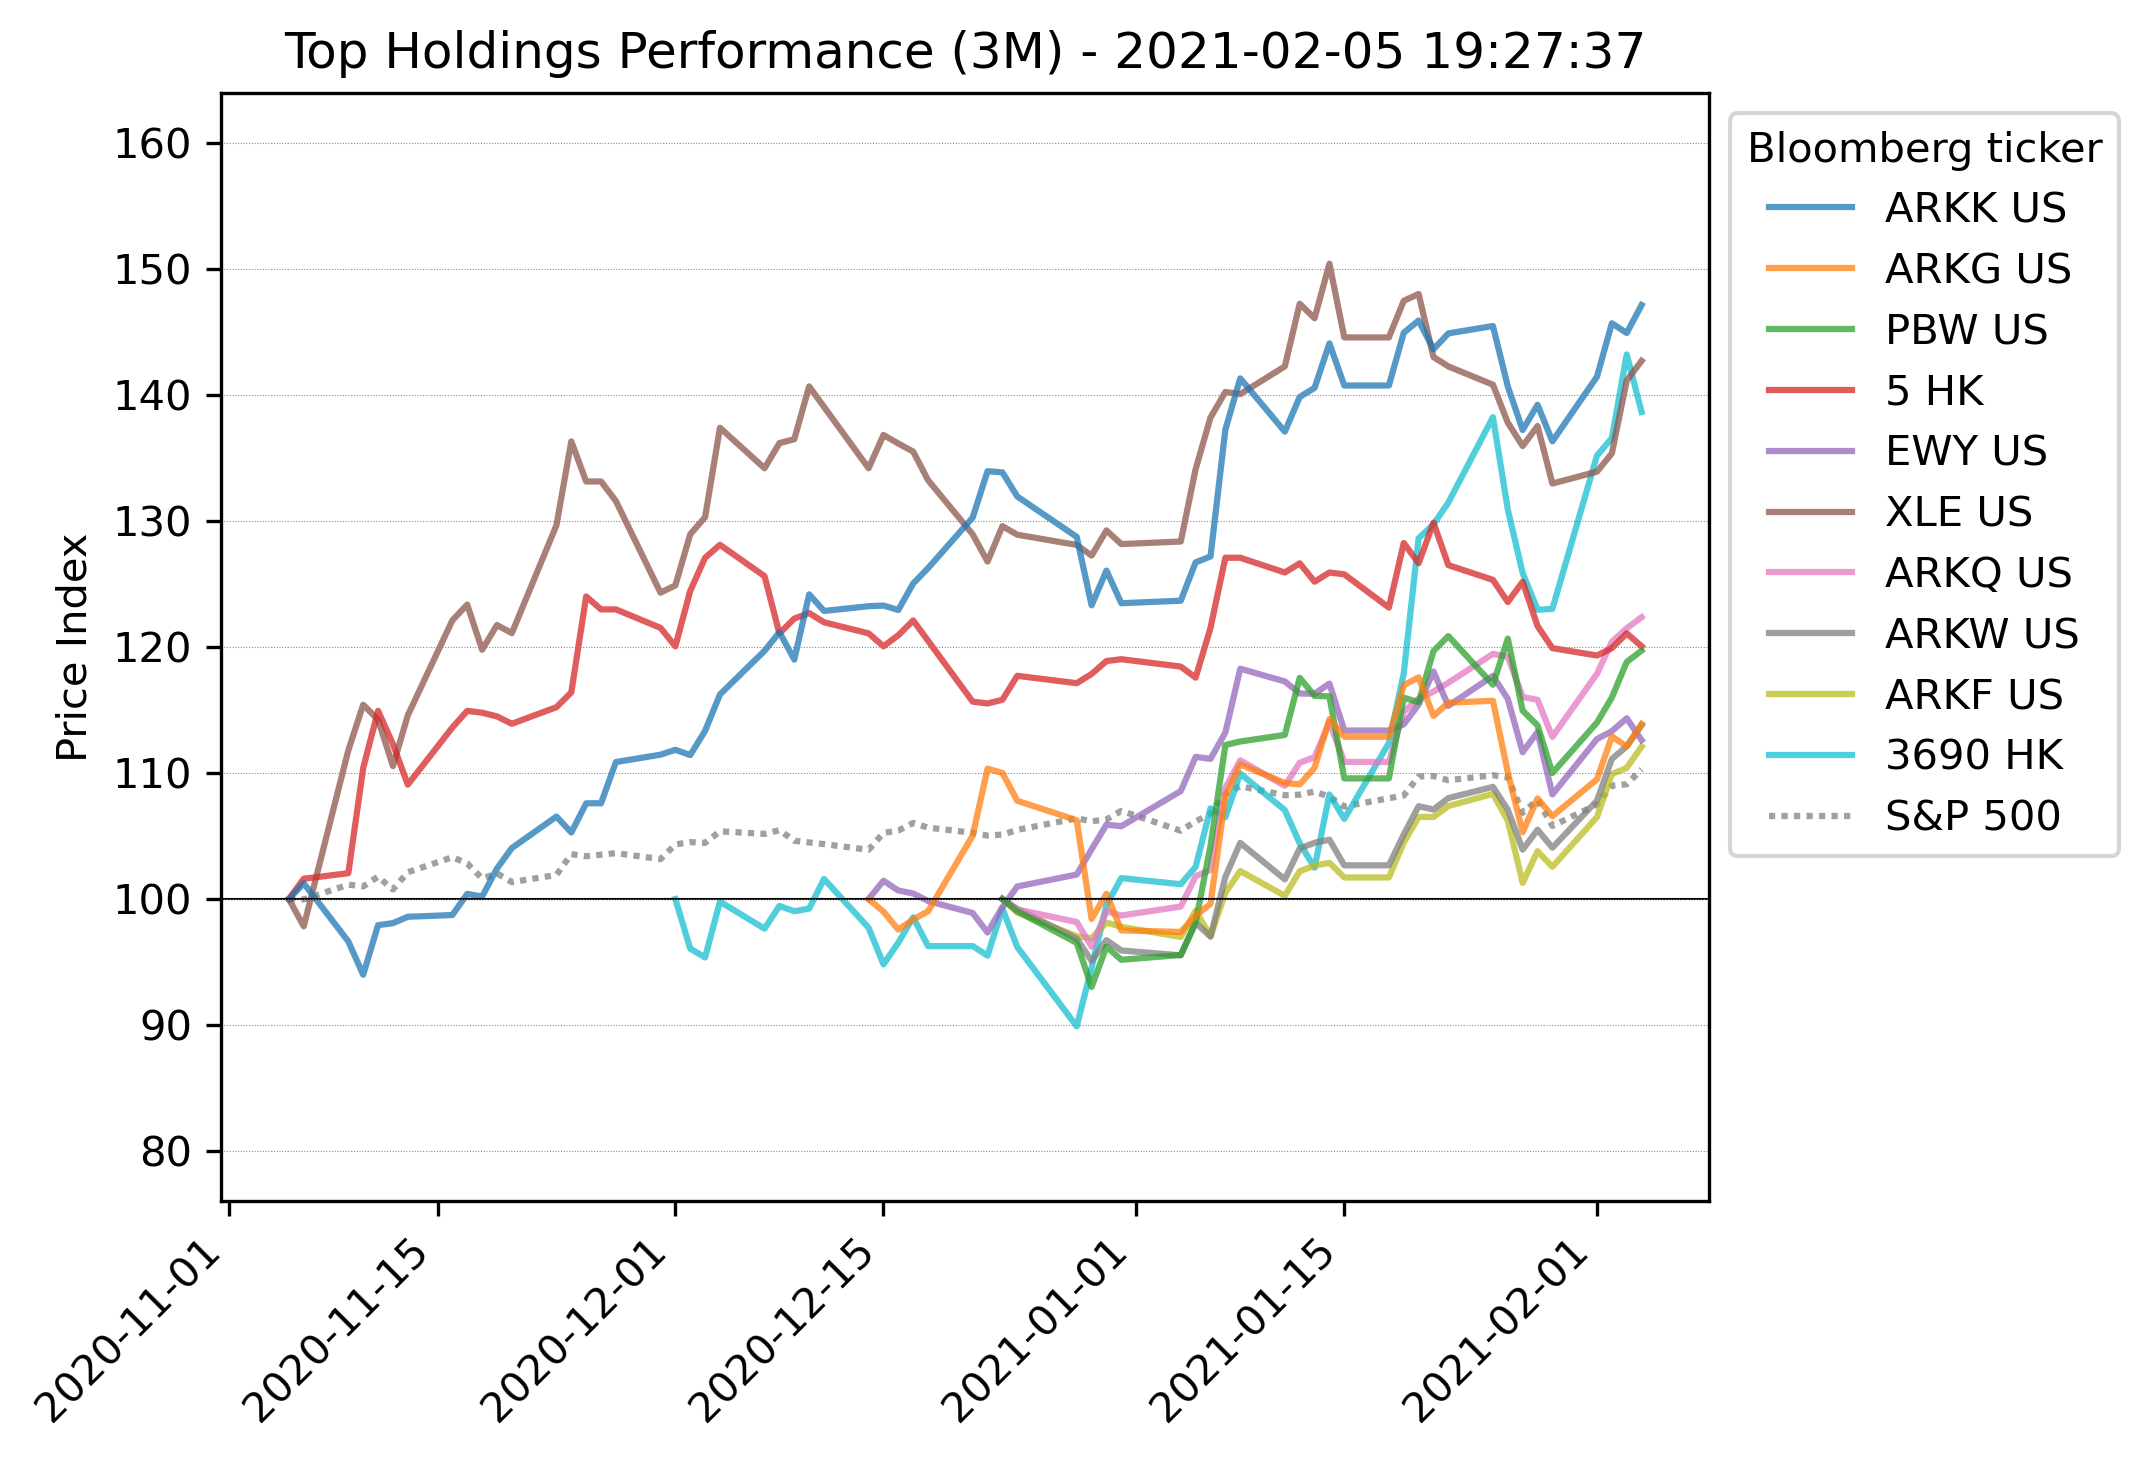 Top Holdings Performance (3M) - 2021-02-05 19:27:37
Price Index
160
150
140
130
120
110
100
90
80
2020-11-01
2020-11-15
2020-12-01
2020-12-15
2021-01-01
2021-01-15
2021-02-01
Bloomberg ticker
ARKK US
ARKG US
PBW US
5 HK
EWY US
XLE US
ARKQ US
ARKW US
ARKF US
3690 HK
S&P 500